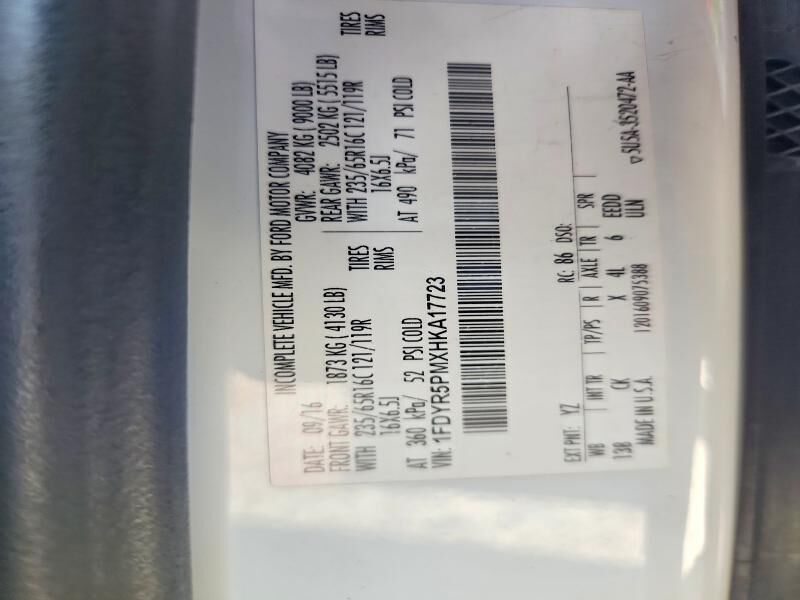 INCOMPLETE VEHICLE MFD. BY FORD MOTOR COMPANY
DATE: 09/16 GVWR: 4082 KG ( 9000 LB)
FRONT GAWR: 1873 KG ( 4130 LB) REAR GAWR: 2502 KG ( 5515 LB)
WITH 235/65R16C 121/119R TIRES WITH 235/65R16C 121/119R TIRES
16X6.5J RIMS 16X6.5J RIMS
AT 360 kPa/ 52 PSI COLD AT 490 kPa/ 71 PSI COLD
VIN: 1FDYR5PMXHKA17723
EXT PNT: YZ RC: 86 DSO:
WB INT TR TP/PS R AXLE TR SPR
138 CK X 4L 6 EEDD
MADE IN U.S.A. 1201609075388 ULN
▽5U5A-3520472-AA